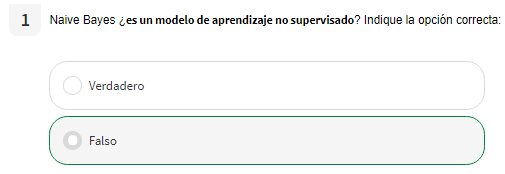 1
Naive Bayes ¿es un modelo de aprendizaje no supervisado? Indique la opción correcta:
Verdadero
Falso